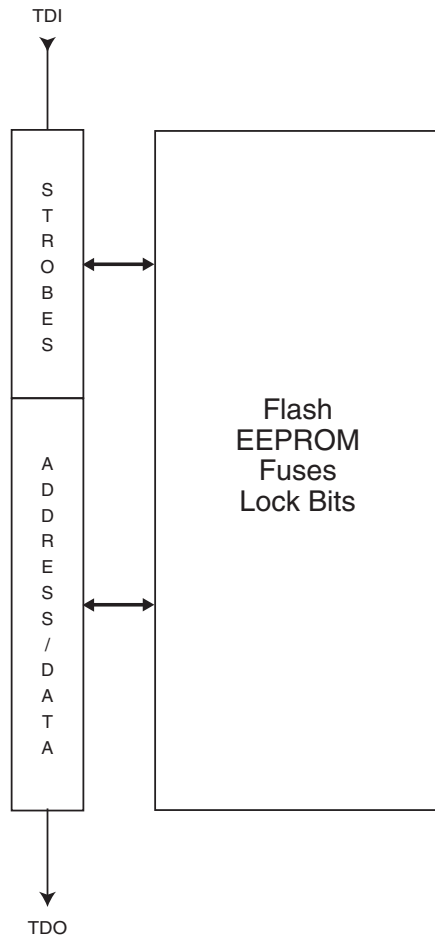 TDI
STROBES
ADDRESS/DATA
Flash
EEPROM
Fuses
Lock Bits
TDO